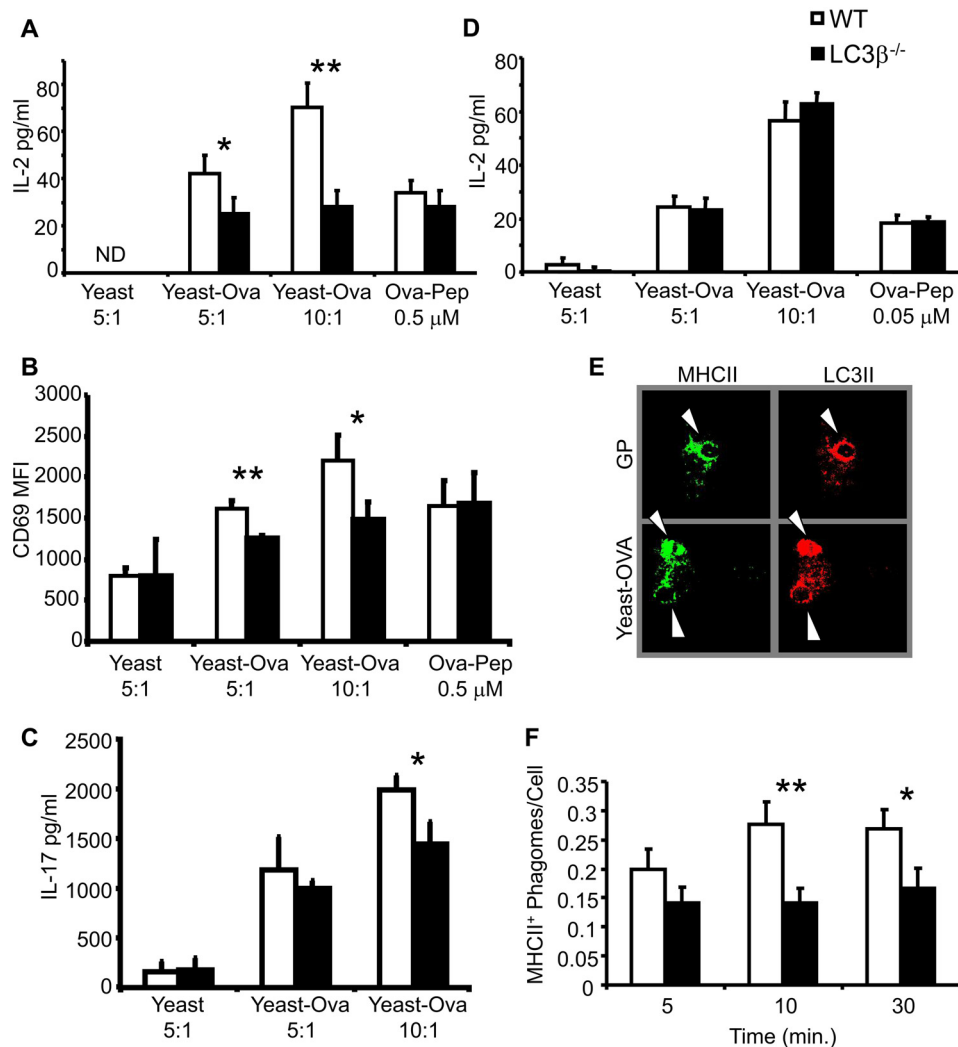 A
IL-2 pg/ml
80
60
40
20
0
*
**
ND
Yeast Yeast-Ova Yeast-Ova Ova-Pep
5:1 5:1 10:1 0.5 μM
D
WT
LC3β-/-
IL-2 pg/ml
80
60
40
20
0
Yeast Yeast-Ova Yeast-Ova Ova-Pep
5:1 5:1 10:1 0.05 μM
B
CD69 MFI
3000
2500
2000
1500
1000
500
0
**
*
Yeast Yeast-Ova Yeast-Ova Ova-Pep
5:1 5:1 10:1 0.5 μM
E
MHCII LC3II
GP
Yeast-OVA
C
IL-17 pg/ml
2500
2000
1500
1000
500
0
*
Yeast Yeast-Ova Yeast-Ova
5:1 5:1 10:1
F
MHCII+ Phagomes/Cell
0.35
0.3
0.25
0.2
0.15
0.1
0.05
0
**
*
5 10 30
Time (min.)